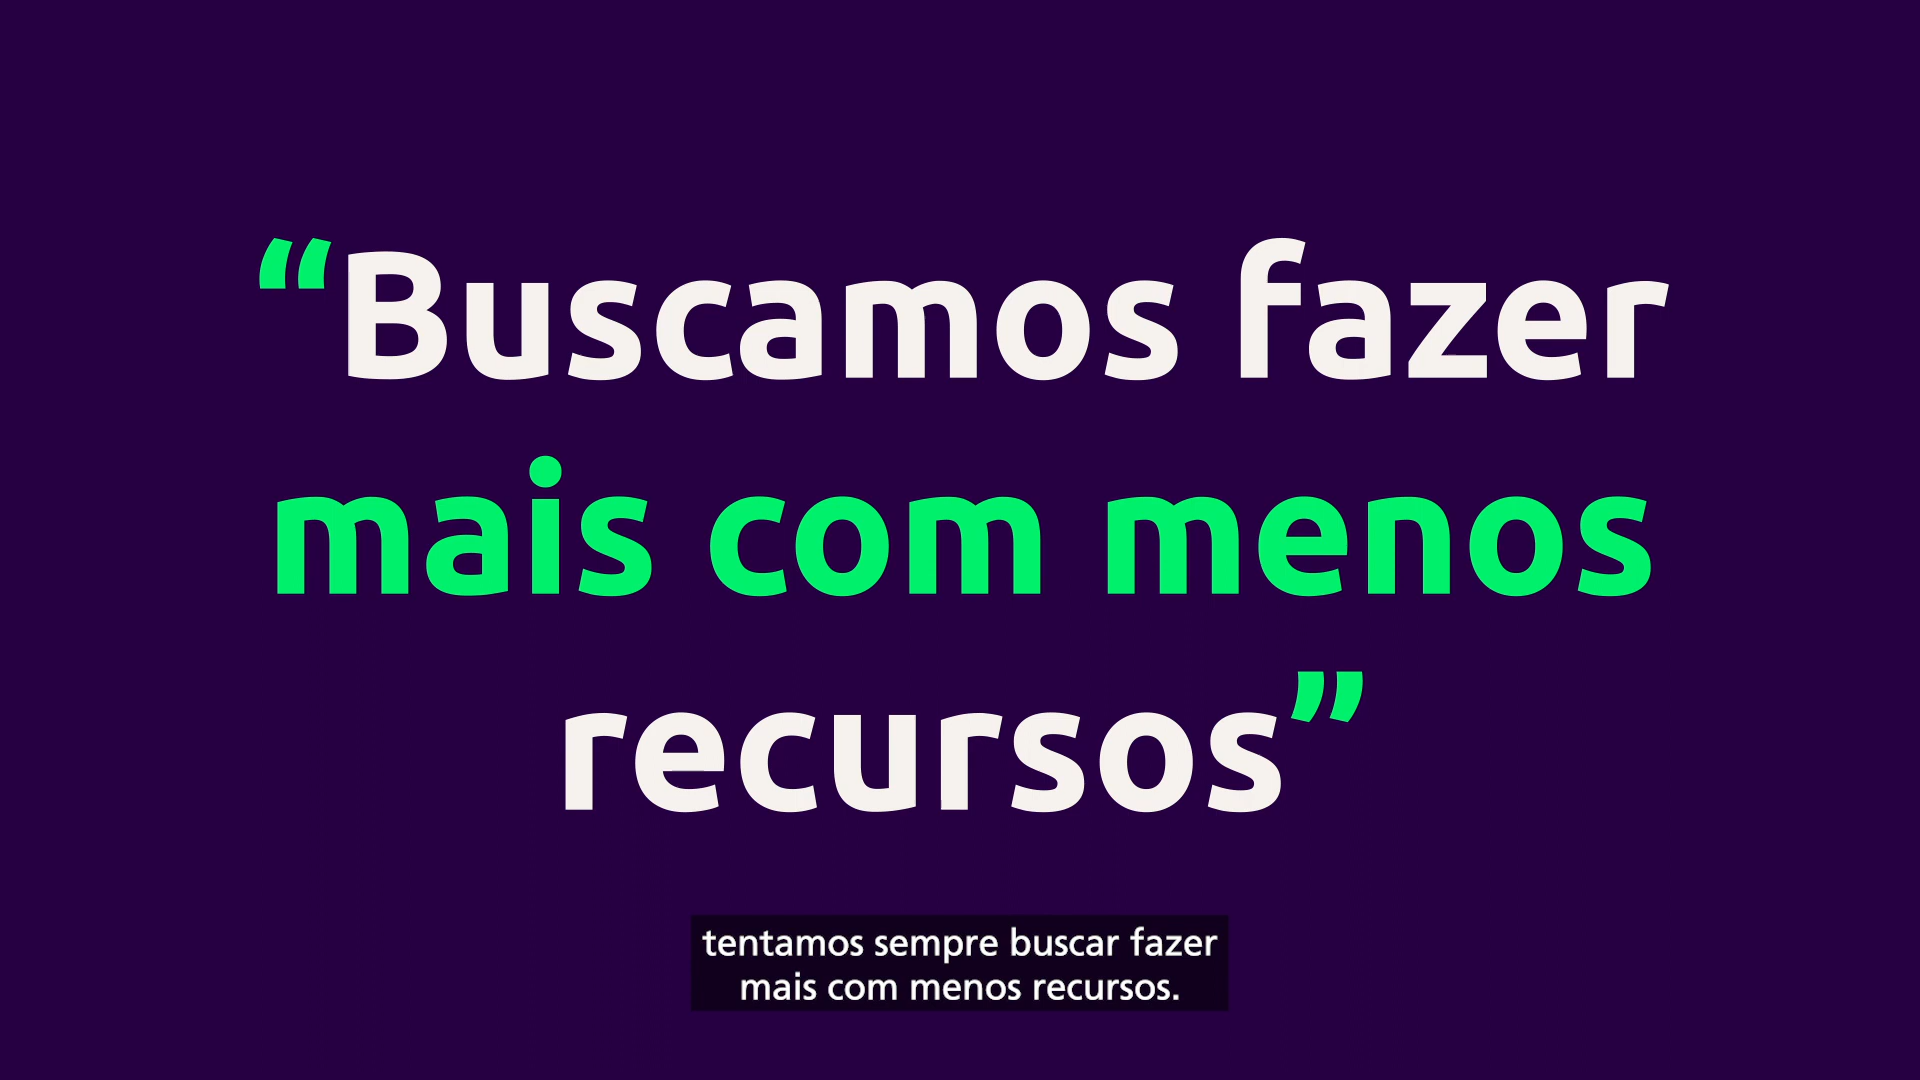 “Buscamos fazer
mais com menos
recursos”
tentamos sempre buscar fazer
mais com menos recursos.